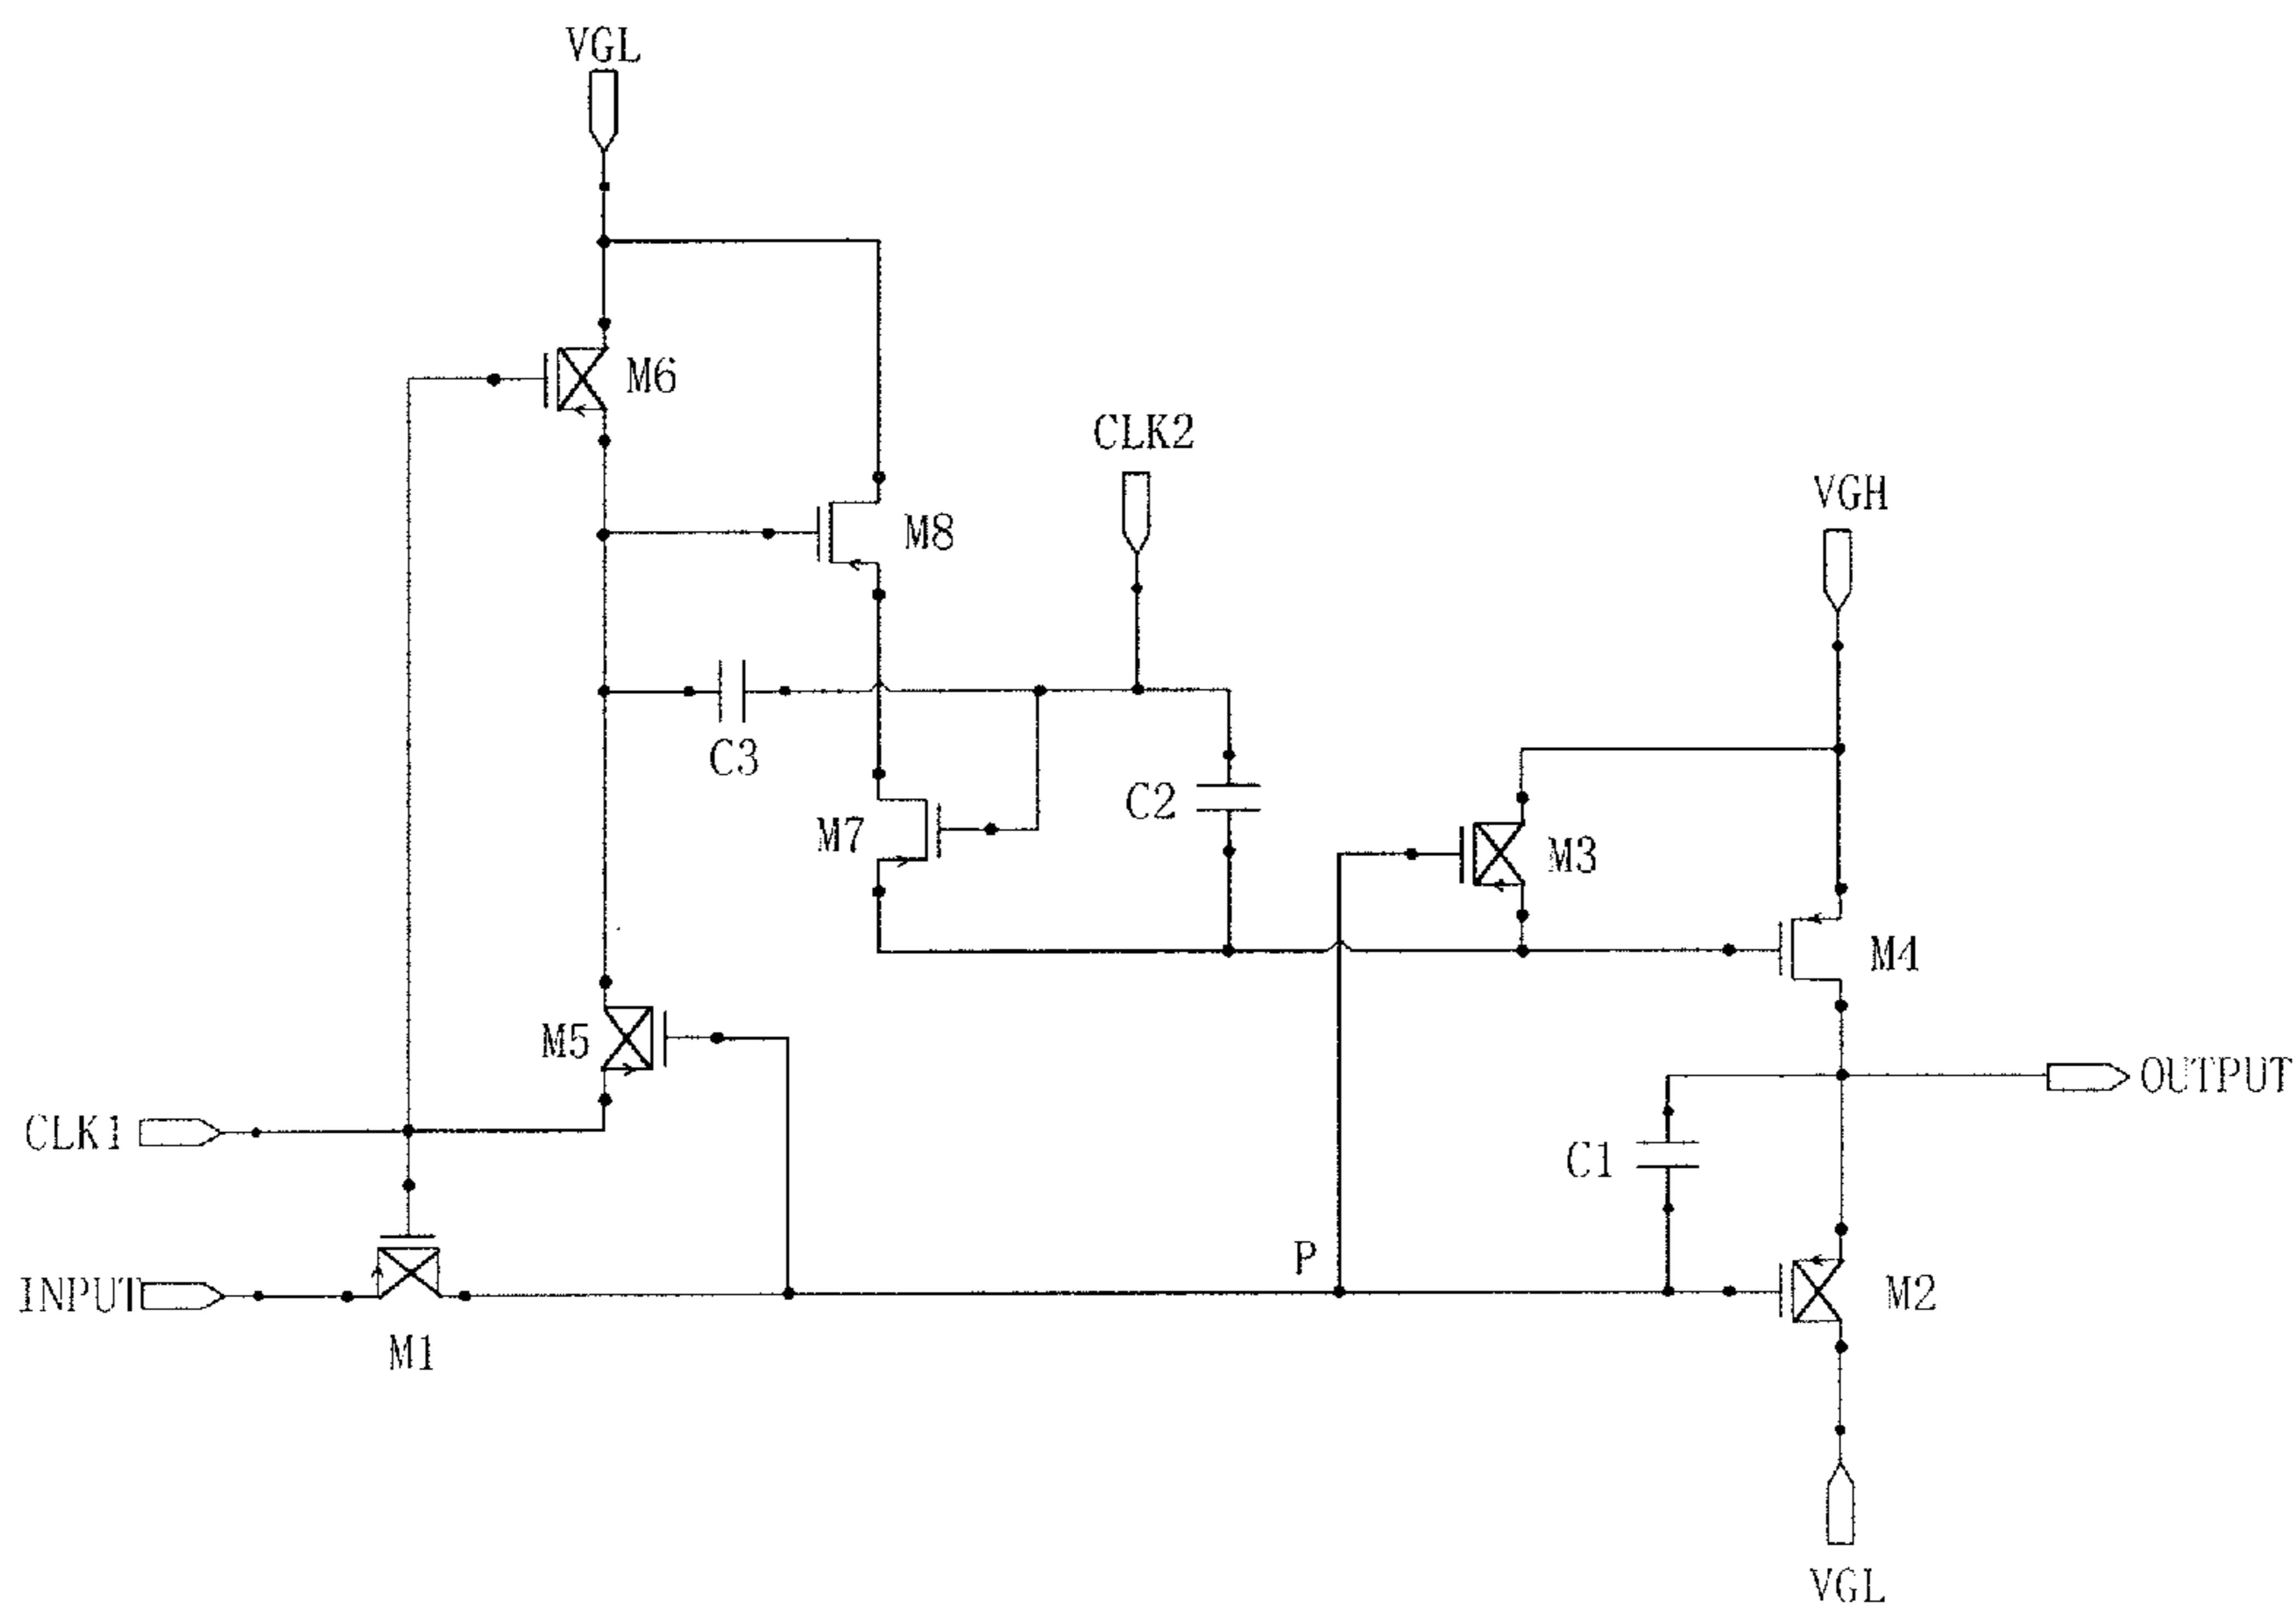 VGL
M6
CLK2
VGH
M8
C3
C2
M7
M3
M4
M5
OUTPUT
CLK1
C1
P
INPUT
M2
M1
VGL